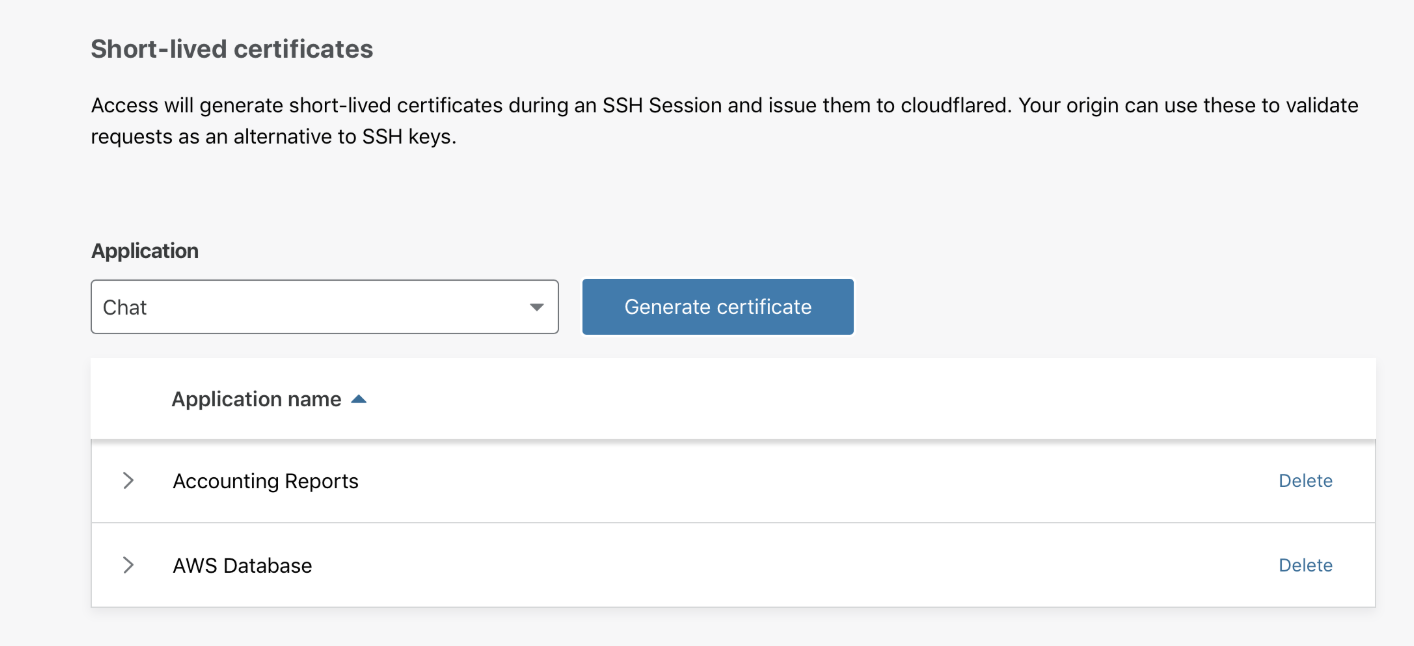 Short-lived certificates
Access will generate short-lived certificates during an SSH Session and issue them to cloudflared. Your origin can use these to validate
requests as an alternative to SSH keys.
Application
Chat
Generate certificate
Application name
Accounting Reports
Delete
AWS Database
Delete